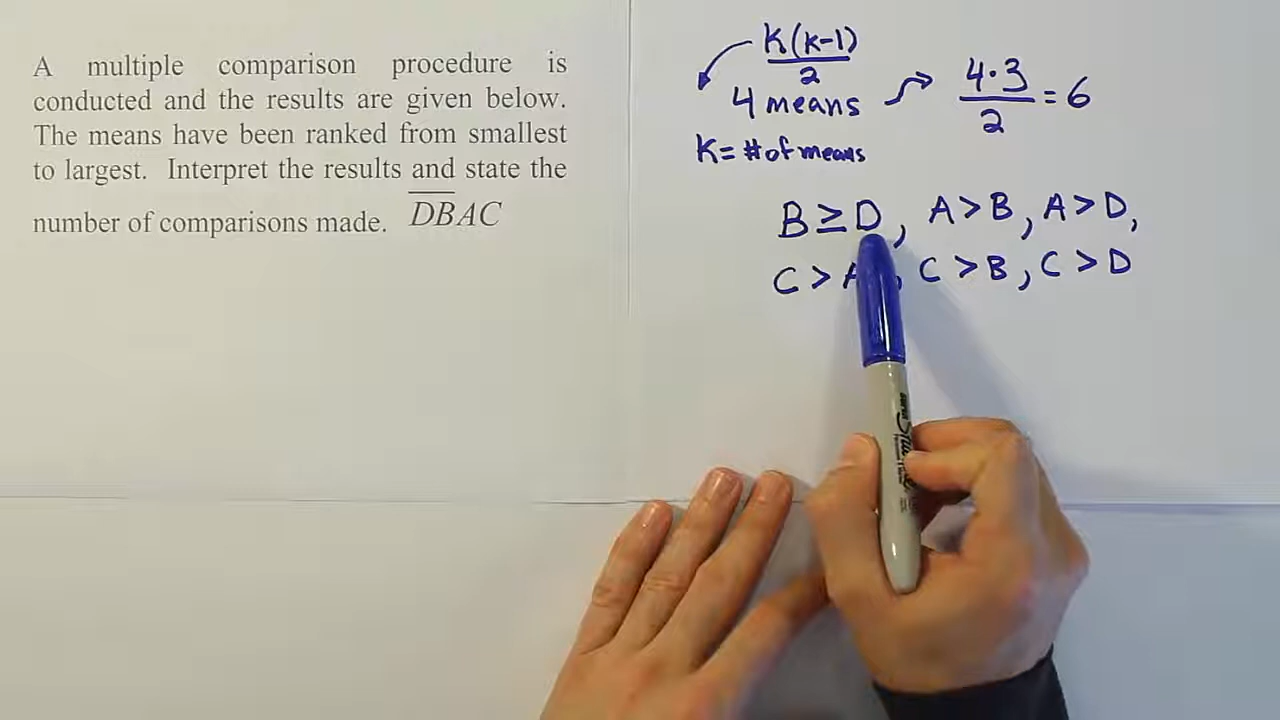 A multiple comparison procedure is
conducted and the results are given below.
The means have been ranked from smallest
to largest. Interpret the results and state the
number of comparisons made. D̅B̅AC
k(k-1)
2
4 means
4·3
2
=6
K= # of means
B≥D, A>B, A>D,
C>A, C>B, C>D